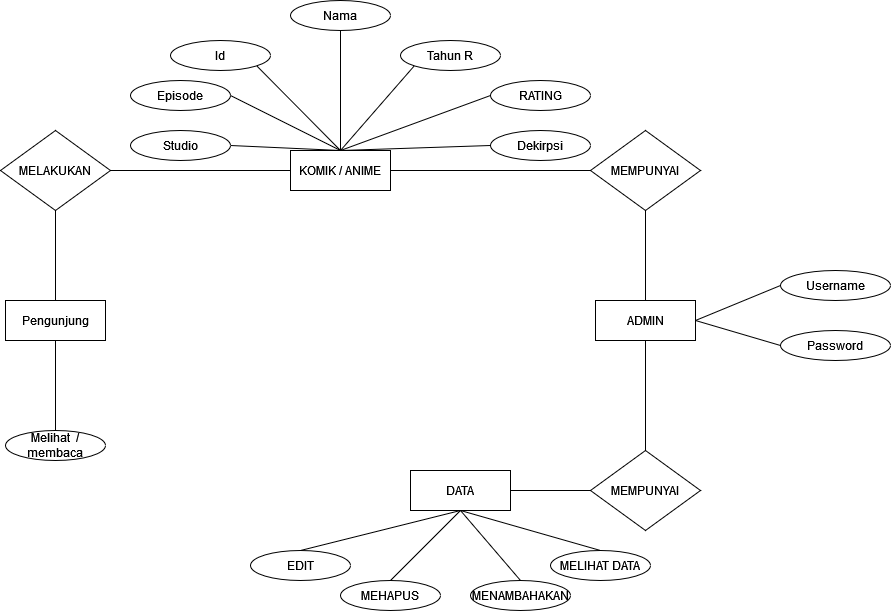 Nama
Id
Tahun R
Episode
RATING
Studio
Dekirpsi
MELAKUKAN
KOMIK / ANIME
MEMPUNYAI
Username
Pengunjung
ADMIN
Password
Melihat /
membaca
DATA
MEMPUNYAI
EDIT
MELIHAT DATA
MEHAPUS
MENAMBAHAKAN